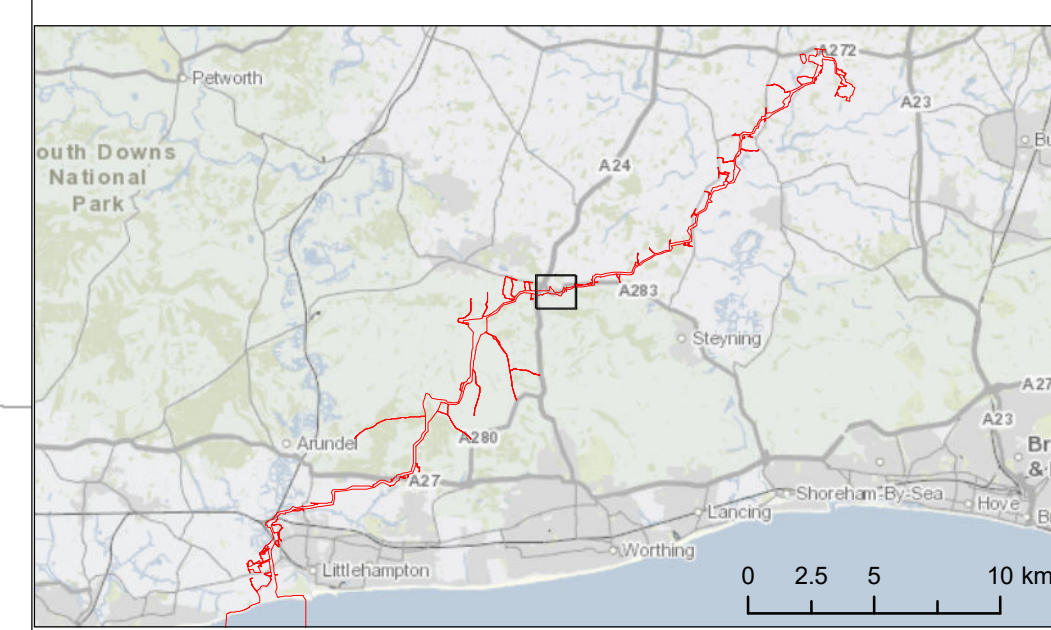 A272
Petworth
A23
Bu
outh Downs
National
Park
A24
A283
Steyning
A27
A23
Arundel
A280
Br
&
A27
Shoreham-By-Sea
Hove
B
Lancing
Worthing
Littlehampton
0 2.5 5 10 km